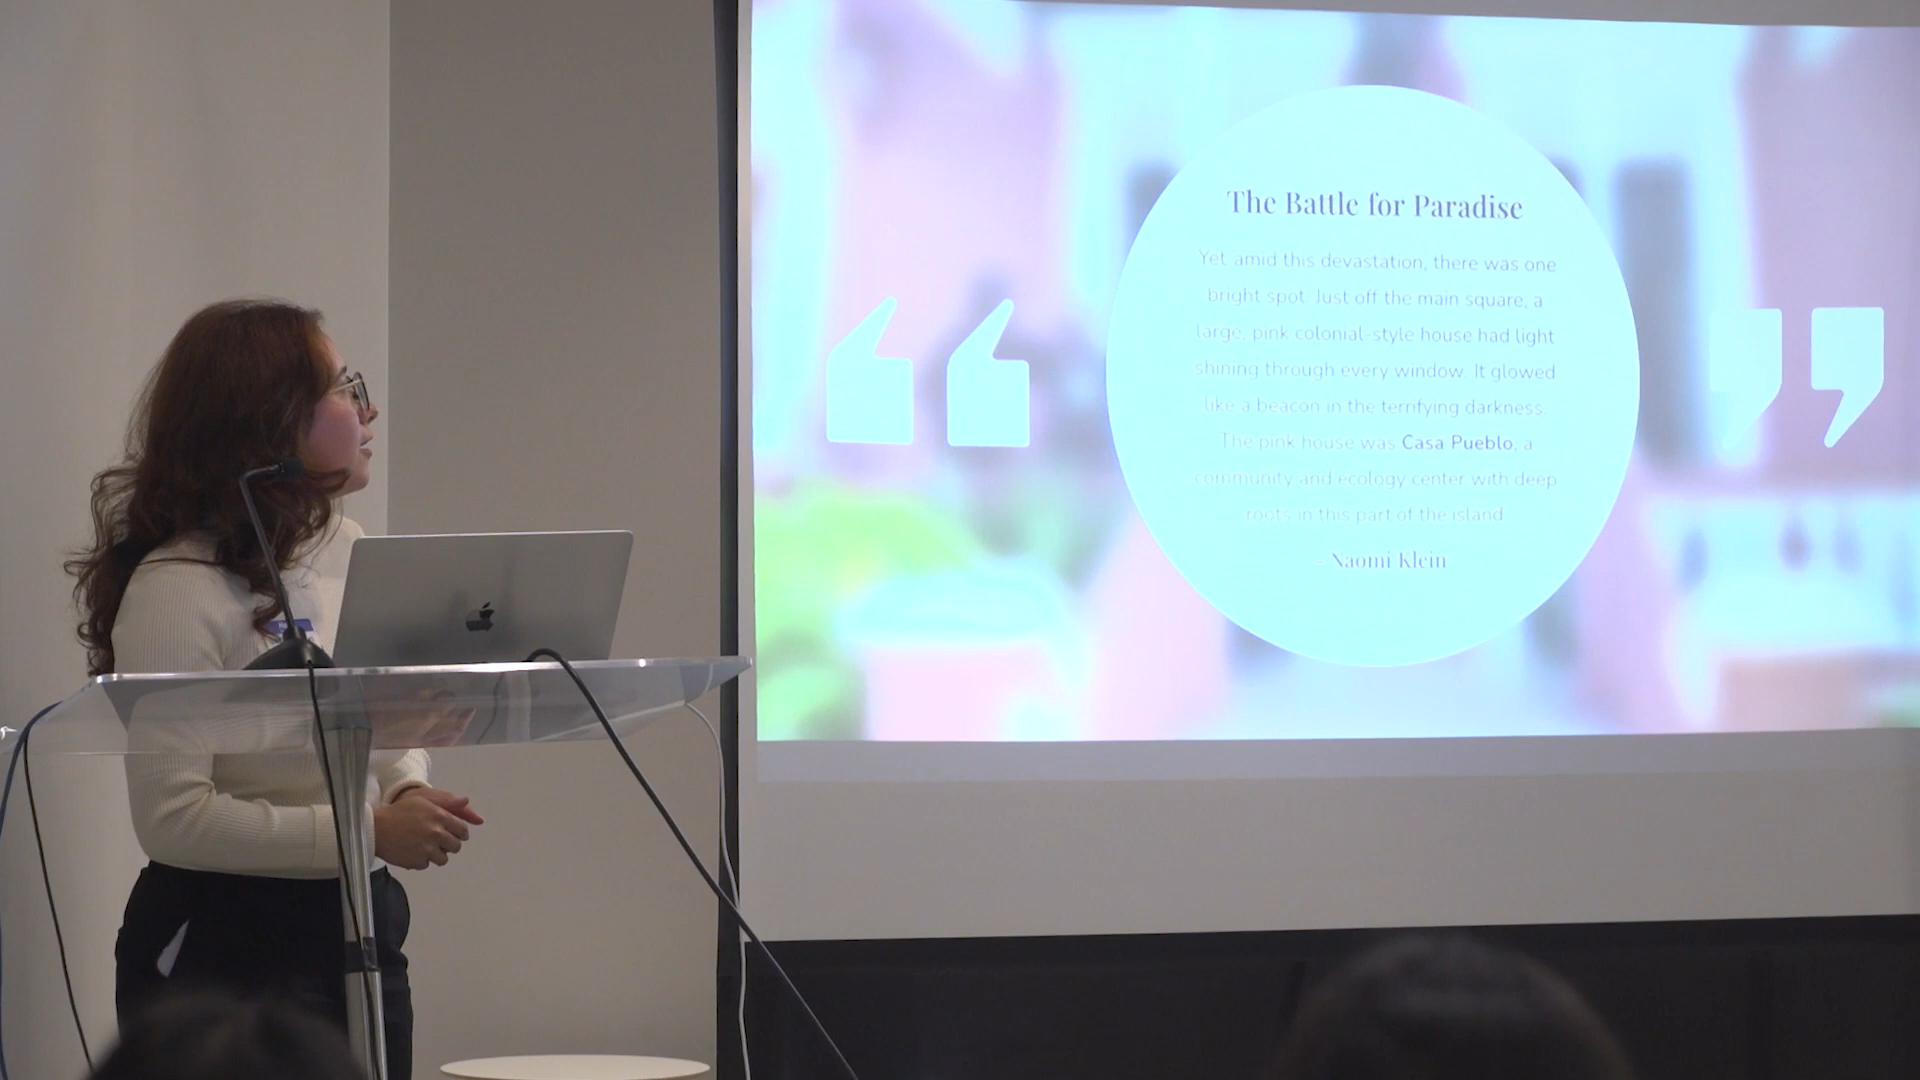 The Battle for Paradise
Yet amid this devastation, there was one
bright spot. Just off the main square, a
large, pink colonial-style house had light
shining through every window. It glowed
like a beacon in the terrifying darkness.
The pink house was Casa Pueblo, a
community and ecology center with deep
roots in this part of the island
- Naomi Klein